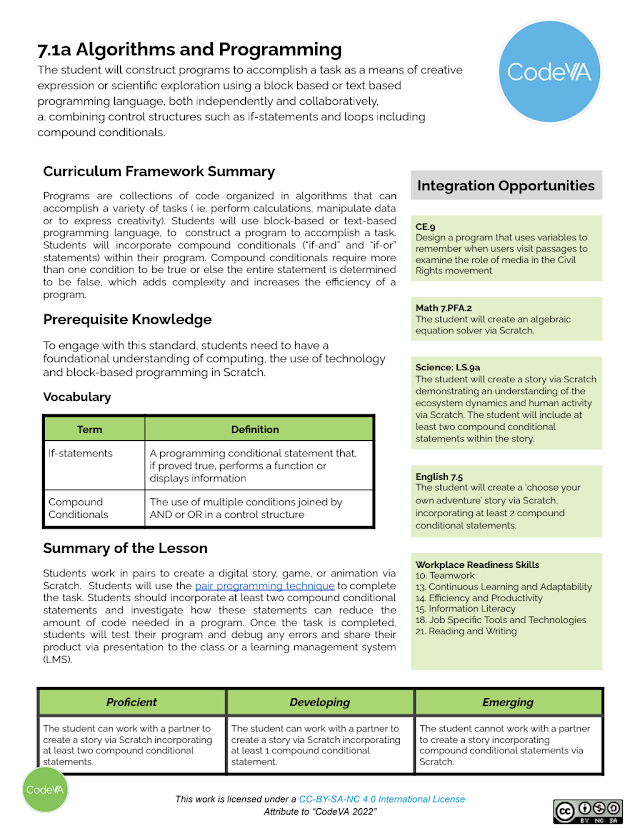 7.1a Algorithms and Programming
The student will construct programs to accomplish a task as a means of creative
expression or scientific exploration using a block based or text based
programming language, both independently and collaboratively,
a. combining control structures such as if-statements and loops including
compound conditionals.
CodeVA
Curriculum Framework Summary
Programs are collections of code organized in algorithms that can
accomplish a variety of tasks ( ie. perform calculations, manipulate data
or to express creativity). Students will use block-based or text-based
programming language, to construct a program to accomplish a task.
Students will incorporate compound conditionals ("if-and" and "if-or"
statements) within their program. Compound conditionals require more
than one condition to be true or else the entire statement is determined
to be false, which adds complexity and increases the efficiency of a
program.
Prerequisite Knowledge
To engage with this standard, students need to have a
foundational understanding of computing, the use of technology
and block-based programming in Scratch.
Vocabulary
Term Definition
If-statements A programming conditional statement that,
if proved true, performs a function or
displays information
Compound The use of multiple conditions joined by
Conditionals AND or OR in a control structure
Summary of the Lesson
Students work in pairs to create a digital story, game, or animation via
Scratch. Students will use the pair programming technique to complete
the task. Students should incorporate at least two compound conditional
statements and investigate how these statements can reduce the
amount of code needed in a program. Once the task is completed,
students will test their program and debug any errors and share their
product via presentation to the class or a learning management system
(LMS).
Integration Opportunities
CE.9
Design a program that uses variables to
remember when users visit passages to
examine the role of media in the Civil
Rights movement
Math 7.PFA.2
The student will create an algebraic
equation solver via Scratch.
Science: LS.9a
The student will create a story via Scratch
demonstrating an understanding of the
ecosystem dynamics and human activity
via Scratch. The student will include at
least two compound conditional
statements within the story.
English 7.5
The student will create a 'choose your
own adventure' story via Scratch,
incorporating at least 2 compound
conditional statements.
Workplace Readiness Skills
10. Teamwork
13. Continuous Learning and Adaptability
14. Efficiency and Productivity
15. Information Literacy
18. Job Specific Tools and Technologies
21. Reading and Writing
Proficient Developing Emerging
The student can work with a partner to The student can work with a partner to The student cannot work with a partner
create a story via Scratch incorporating create a story via Scratch incorporating to create a story incorporating
at least two compound conditional at least 1 compound conditional compound conditional statements via
statements. statement. Scratch.
CodeVA
This work is licensed under a CC-BY-SA-NC 4.0 International License
Attribute to "CodeVA 2022"
cc
BY NC SA